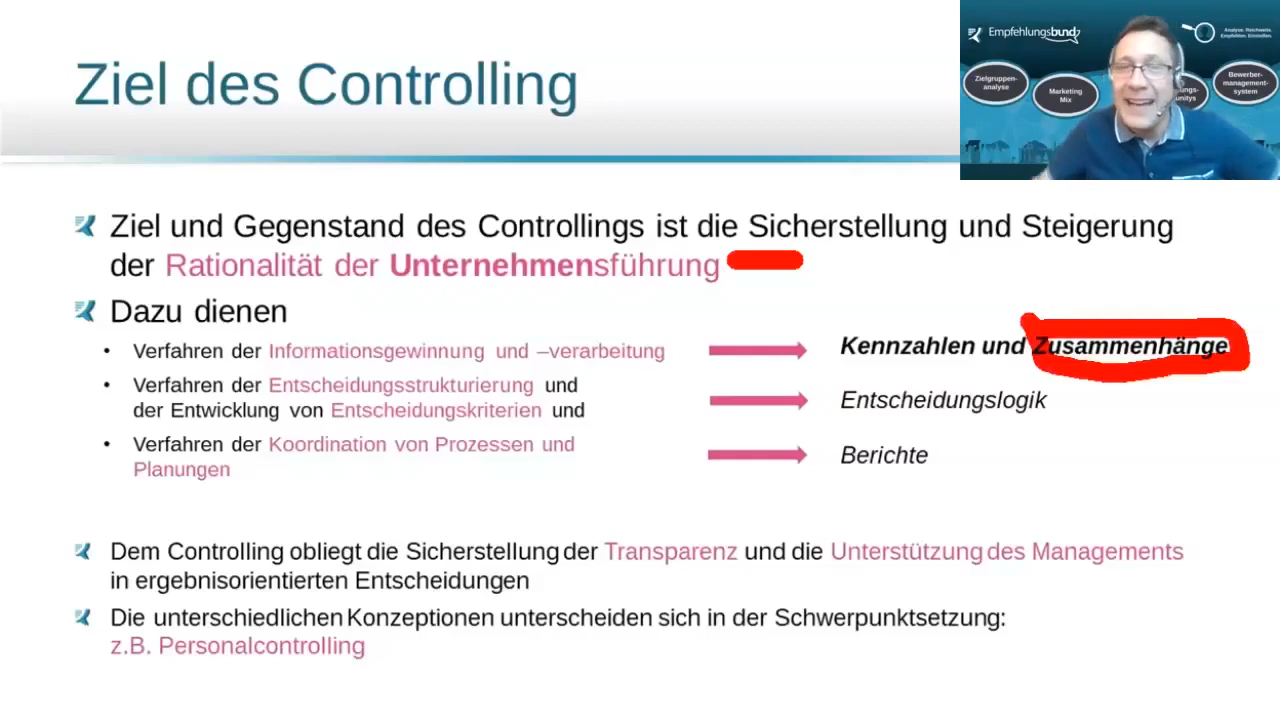 Ziel des Controlling
Empfehlungsbund
Analyse. Reichweite.
Empfehlen. Einstellen.
Zielgruppen-
analyse
Marketing
Mix
Bewerber-
management-
system
Ziel und Gegenstand des Controllings ist die Sicherstellung und Steigerung
der Rationalität der Unternehmensführung
Dazu dienen
• Verfahren der Informationsgewinnung und –verarbeitung
Kennzahlen und Zusammenhänge
• Verfahren der Entscheidungsstrukturierung und
der Entwicklung von Entscheidungskriterien und
Entscheidungslogik
• Verfahren der Koordination von Prozessen und
Planungen
Berichte
Dem Controlling obliegt die Sicherstellung der Transparenz und die Unterstützung des Managements
in ergebnisorientierten Entscheidungen
Die unterschiedlichen Konzeptionen unterscheiden sich in der Schwerpunktsetzung:
z.B. Personalcontrolling